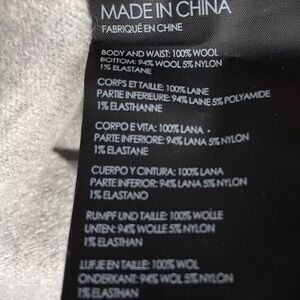 MADE IN CHINA
FABRIQUÉ EN CHINE
BODY AND WAIST: 100% WOOL
BOTTOM: 94% WOOL 5% NYLON
1% ELASTANE
CORPS ET TAILLE: 100% LAINE
PARTIE INFERIEURE: 94% LAINE 5% POLYAMIDE
1% ELASTHANNE
CORPO E VITA: 100% LANA
PARTE INFERIORE: 94% LANA 5% NYLON
1% ELASTANE
CUERPO Y CINTURA: 100% LANA
PARTE INFERIOR: 94% LANA 5% NYLON
1% ELASTANO
RUMPF UND TAILLE: 100% WOLLE
UNTEN: 94% WOLLE 5% NYLON
1% ELASTHAN
LIJFJE EN TAILLE: 100% WOL
ONDERKANT: 94% WOL 5% NYLON
1% ELASTHAN